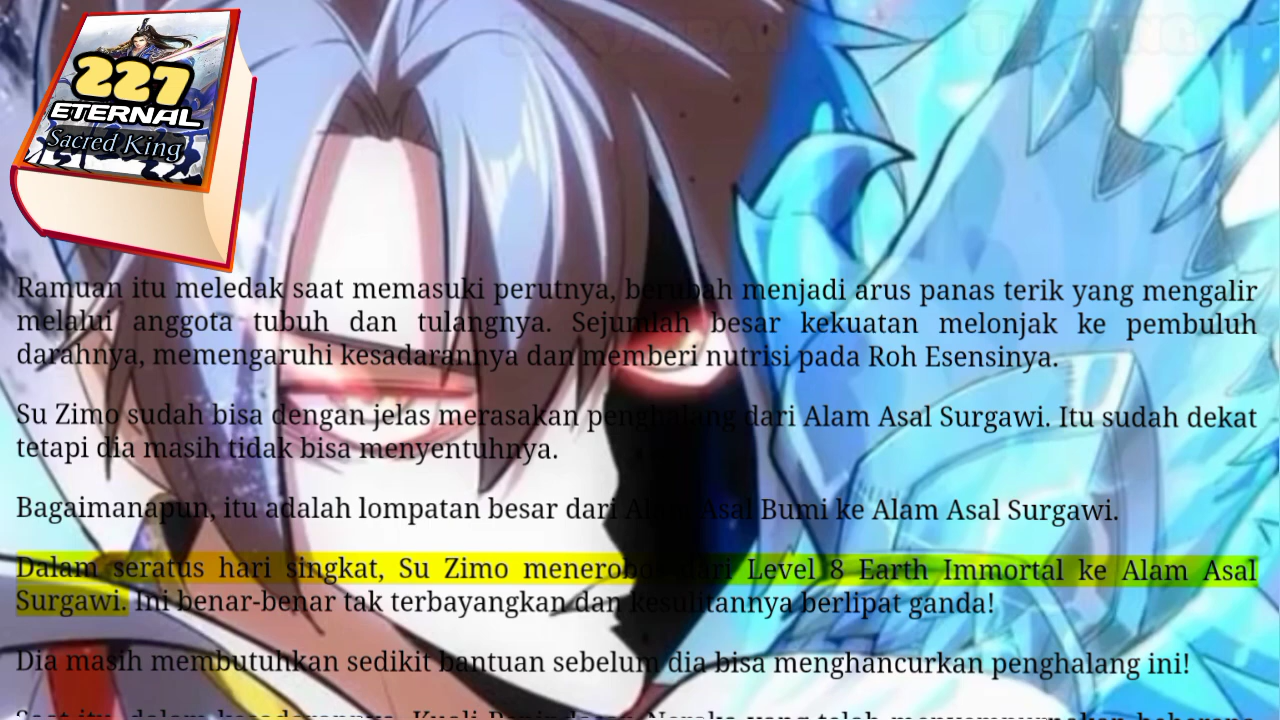 227
ETERNAL
Sacred King
Ramuan itu meledak saat memasuki perutnya, berubah menjadi arus panas terik yang mengalir
melalui anggota tubuh dan tulangnya. Sejumlah besar kekuatan melonjak ke pembuluh
darahnya, memengaruhi kesadarannya dan memberi nutrisi pada Roh Esensinya.
Su Zimo sudah bisa dengan jelas merasakan penghalang dari Alam Asal Surgawi. Itu sudah dekat
tetapi dia masih tidak bisa menyentuhnya.
Bagaimanapun, itu adalah lompatan besar dari Alam Asal Bumi ke Alam Asal Surgawi.
Dalam seratus hari singkat, Su Zimo menerobos dari Level 8 Earth Immortal ke Alam Asal
Surgawi. Ini benar-benar tak terbayangkan dan kesulitannya berlipat ganda!
Dia masih membutuhkan sedikit bantuan sebelum dia bisa menghancurkan penghalang ini!